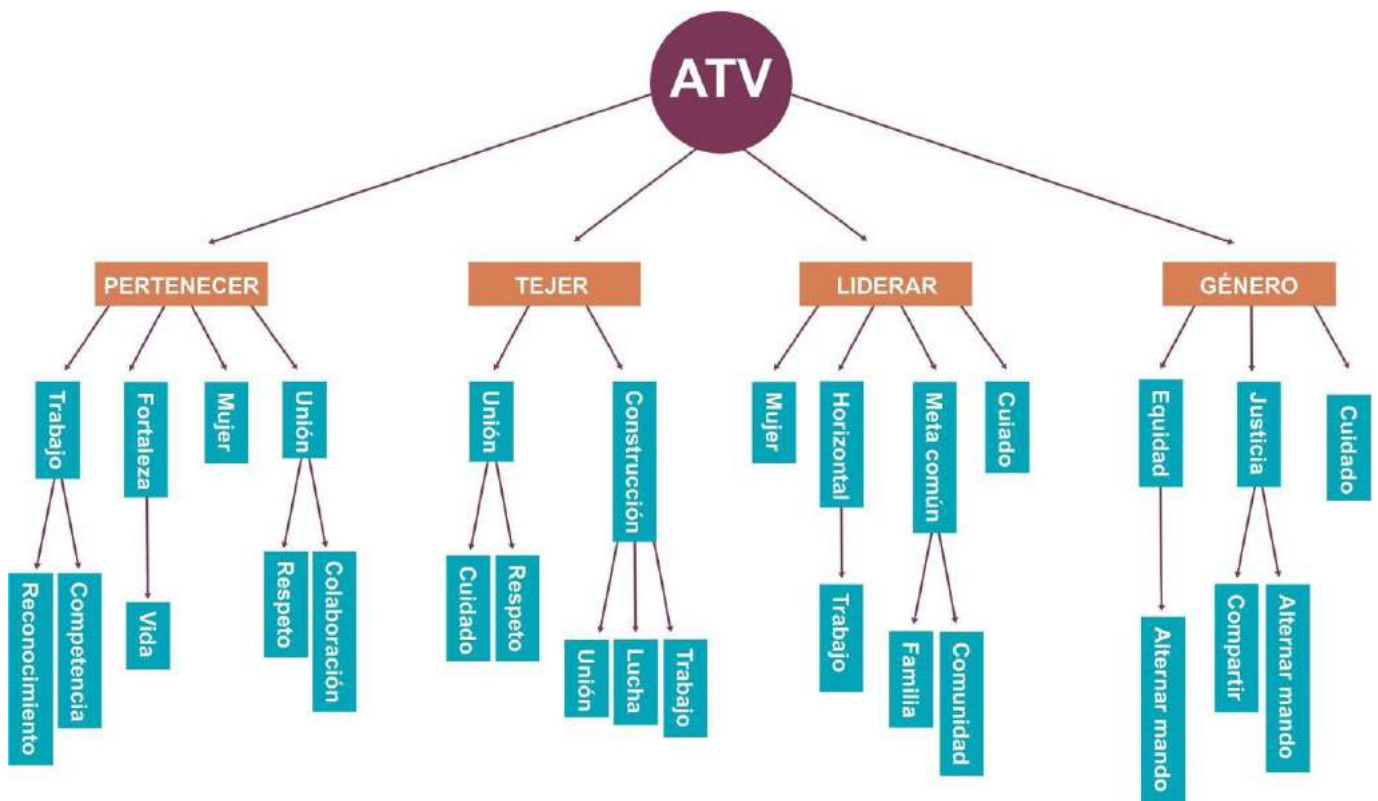 ATV
PERTENECER
TEJER
LIDERAR
GÉNERO
Trabajo
Fortaleza
Mujer
Unión
Unión
Construcción
Mujer
Horizontal
Meta común
Cuiado
Equidad
Justicia
Cuidado
Reconocimiento
Competencia
Vida
Respeto
Colaboración
Cuidado
Respeto
Unión
Lucha
Trabajo
Trabajo
Familia
Comunidad
Alternar mando
Compartir
Alternar mando